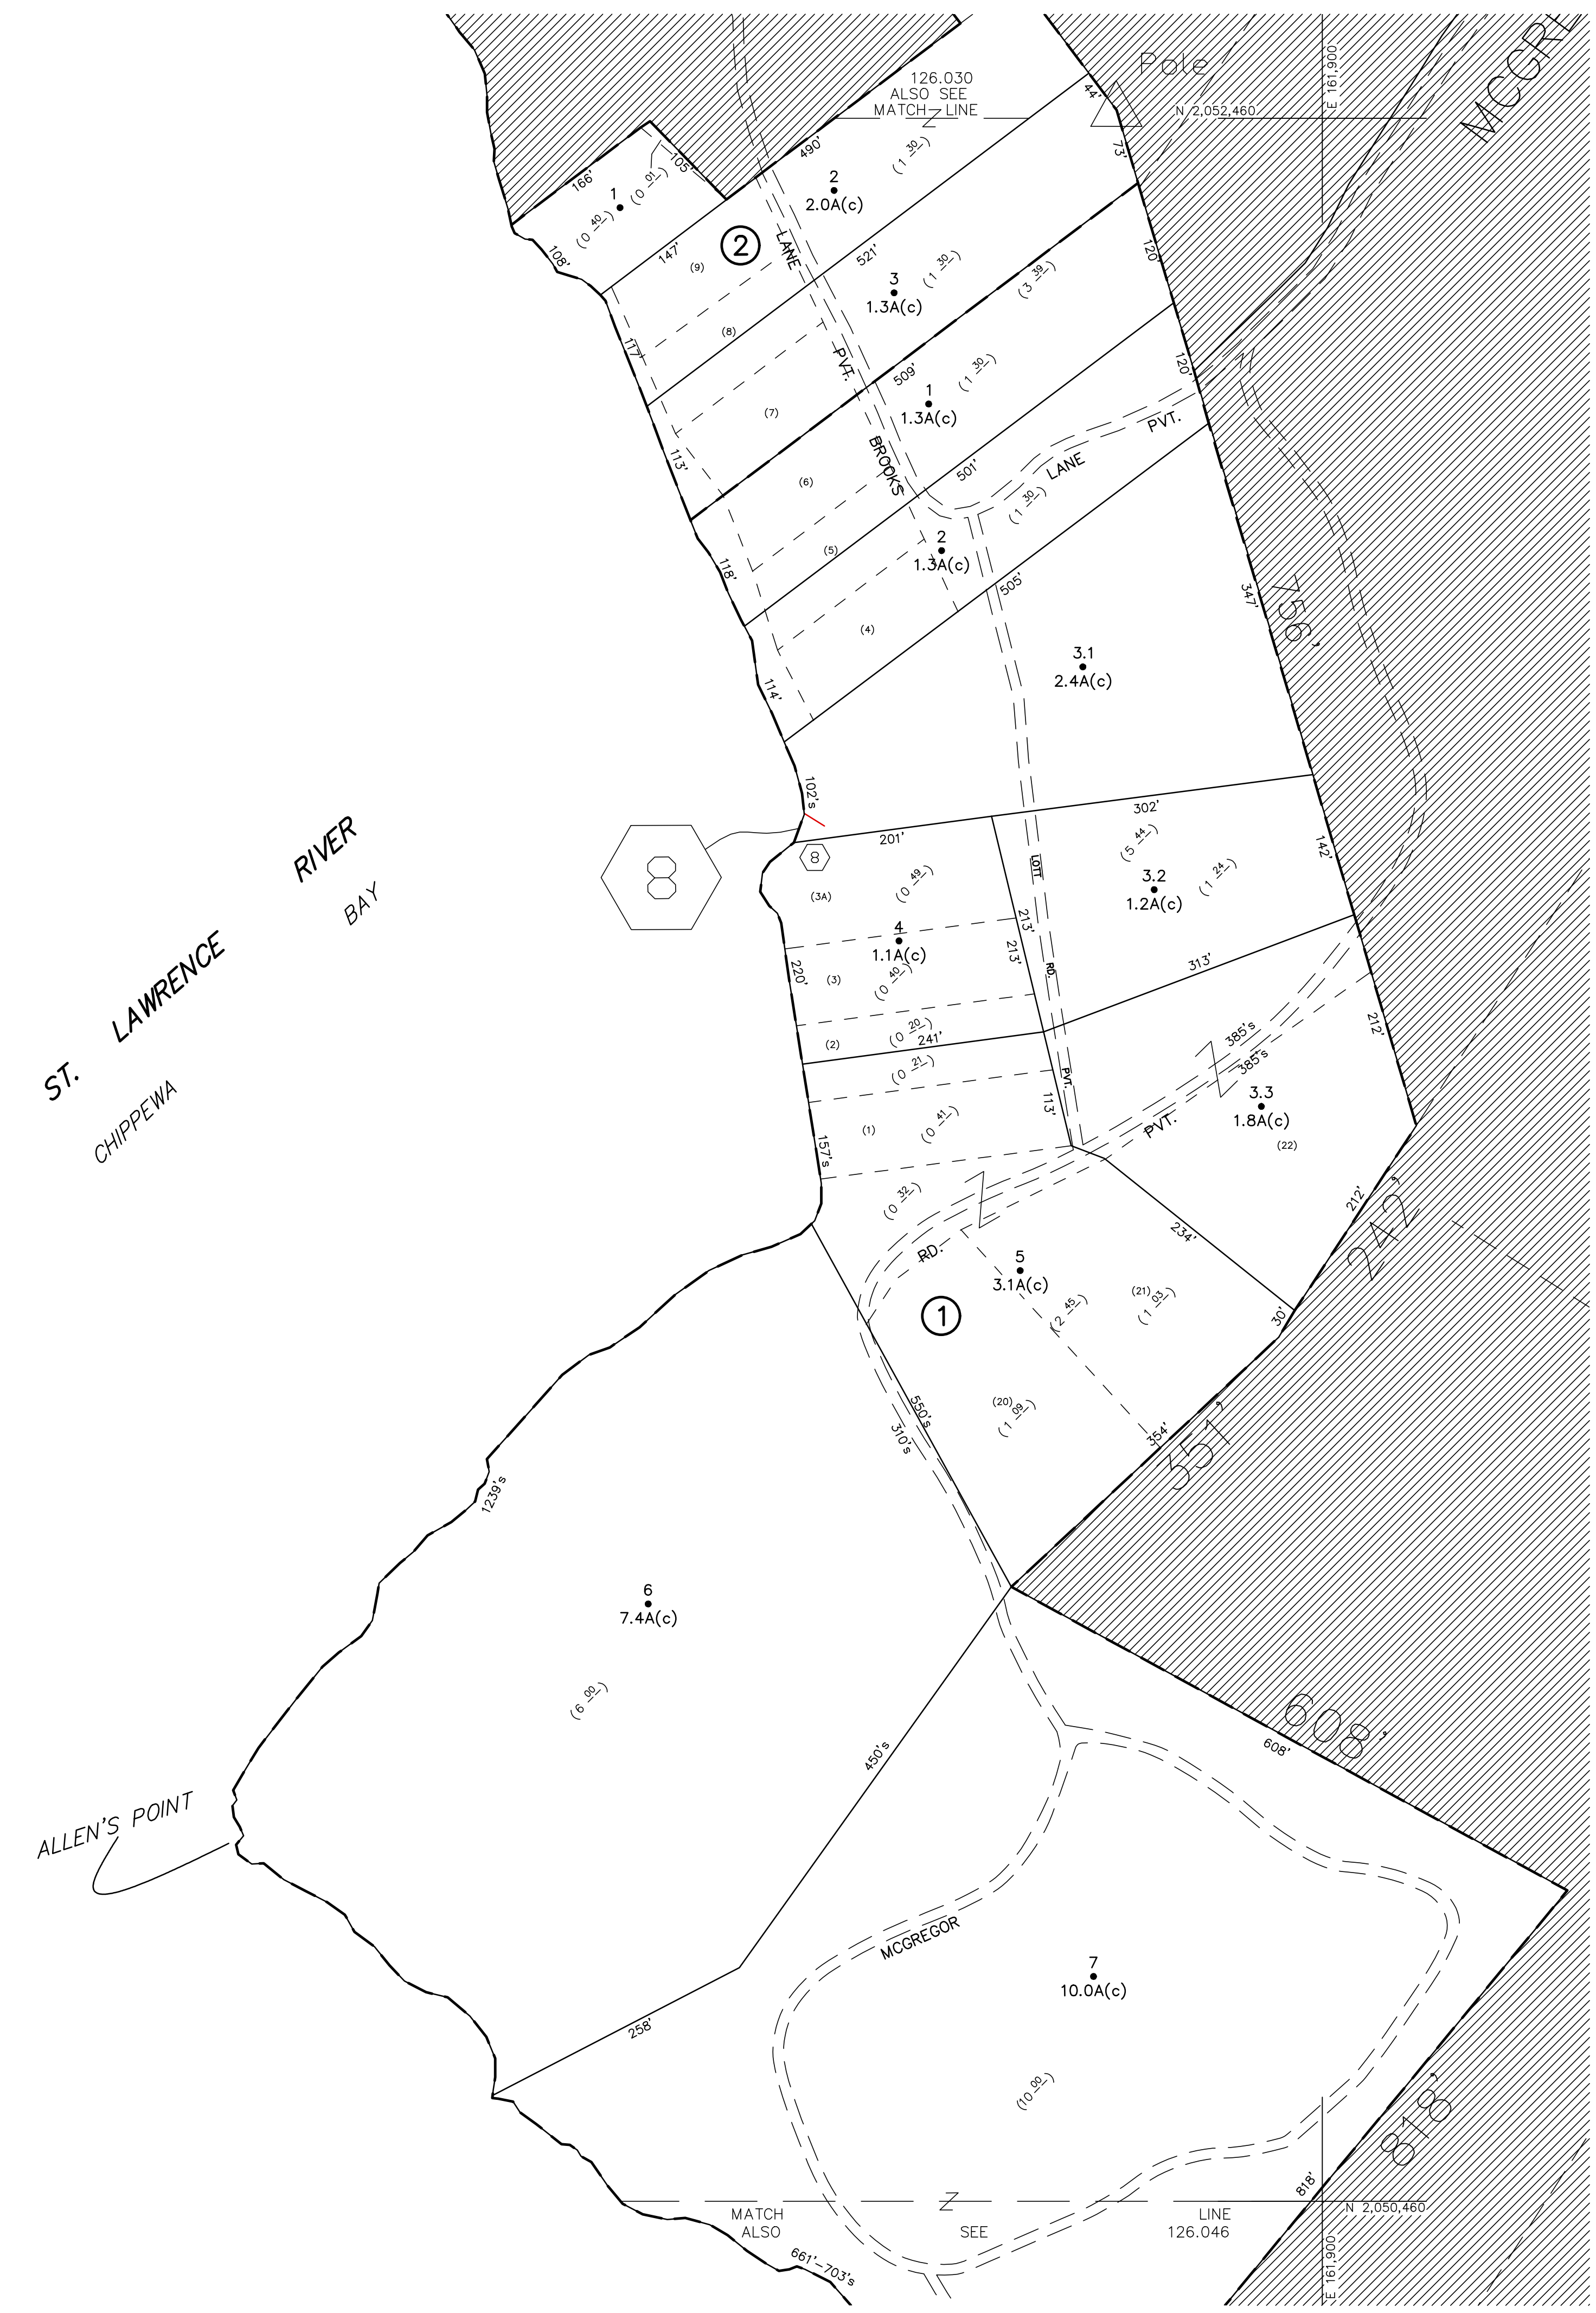 Pole
N 2,052,460
E 161,900
126.030
ALSO SEE
MATCH LINE
44'
73'
490'
166'
105'
1
(0 .01)
(0 .40)
108'
147'
2
(9)
LANE
2
2.0A(c)
(1 .30)
521'
3
1.3A(c)
(1 .30)
(3 .39)
120'
117'
(8)
PVT.
509'
1
1.3A(c)
(1 .30)
120'
(7)
113'
BROOKS
501'
LANE
PVT.
(6)
(5)
118'
2
1.3A(c)
(1 .30)
505'
(4)
114'
347'
756'
3.1
2.4A(c)
102's
302'
201'
8
8
(3A)
(0 .49)
LOTT
(5 .44)
3.2
1.2A(c)
(1 .24)
142'
4
1.1A(c)
213'
213'
220'
(3)
(0 .40)
RD.
313'
(2)
(0 .20)
241'
(0 .21)
PVT.
385's
385's
212'
(1)
(0 .41)
113'
157's
3.3
1.8A(c)
(22)
PVT.
(0 .32)
RD.
234'
212'
242'
ST. LAWRENCE RIVER
CHIPPEWA BAY
5
3.1A(c)
1
(2 .45)
(21)
(1 .03)
30'
(20)
(1 .09)
550's
310's
354'
551'
1239's
6
7.4A(c)
(6 .00)
450's
608'
608'
ALLEN'S POINT
MCGREGOR
7
10.0A(c)
258'
(10 .00)
818'
818'
MATCH LINE
ALSO SEE 126.046
N 2,050,460
E 161,900
661'-703's